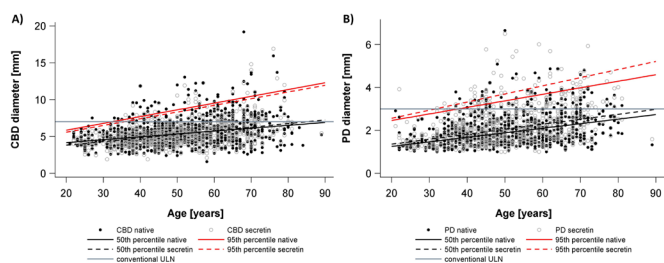 A)
20
15
10
5
0
CBD diameter [mm]
20 30 40 50 60 70 80 90
Age [years]
CBD native CBD secretin
50th percentile native 95th percentile native
50th percentile secretin 95th percentile secretin
conventional ULN
B)
6
4
2
0
PD diameter [mm]
20 30 40 50 60 70 80 90
Age [years]
PD native PD secretin
50th percentile native 95th percentile native
50th percentile secretin 95th percentile secretin
conventional ULN